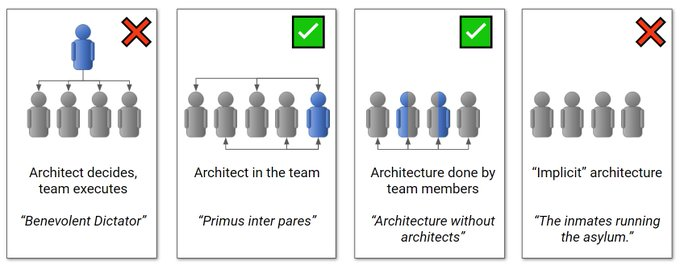 Architect decides,
team executes
“Benevolent Dictator”
Architect in the team
“Primus inter pares”
Architecture done by
team members
“Architecture without
architects”
“Implicit” architecture
“The inmates running
the asylum.”